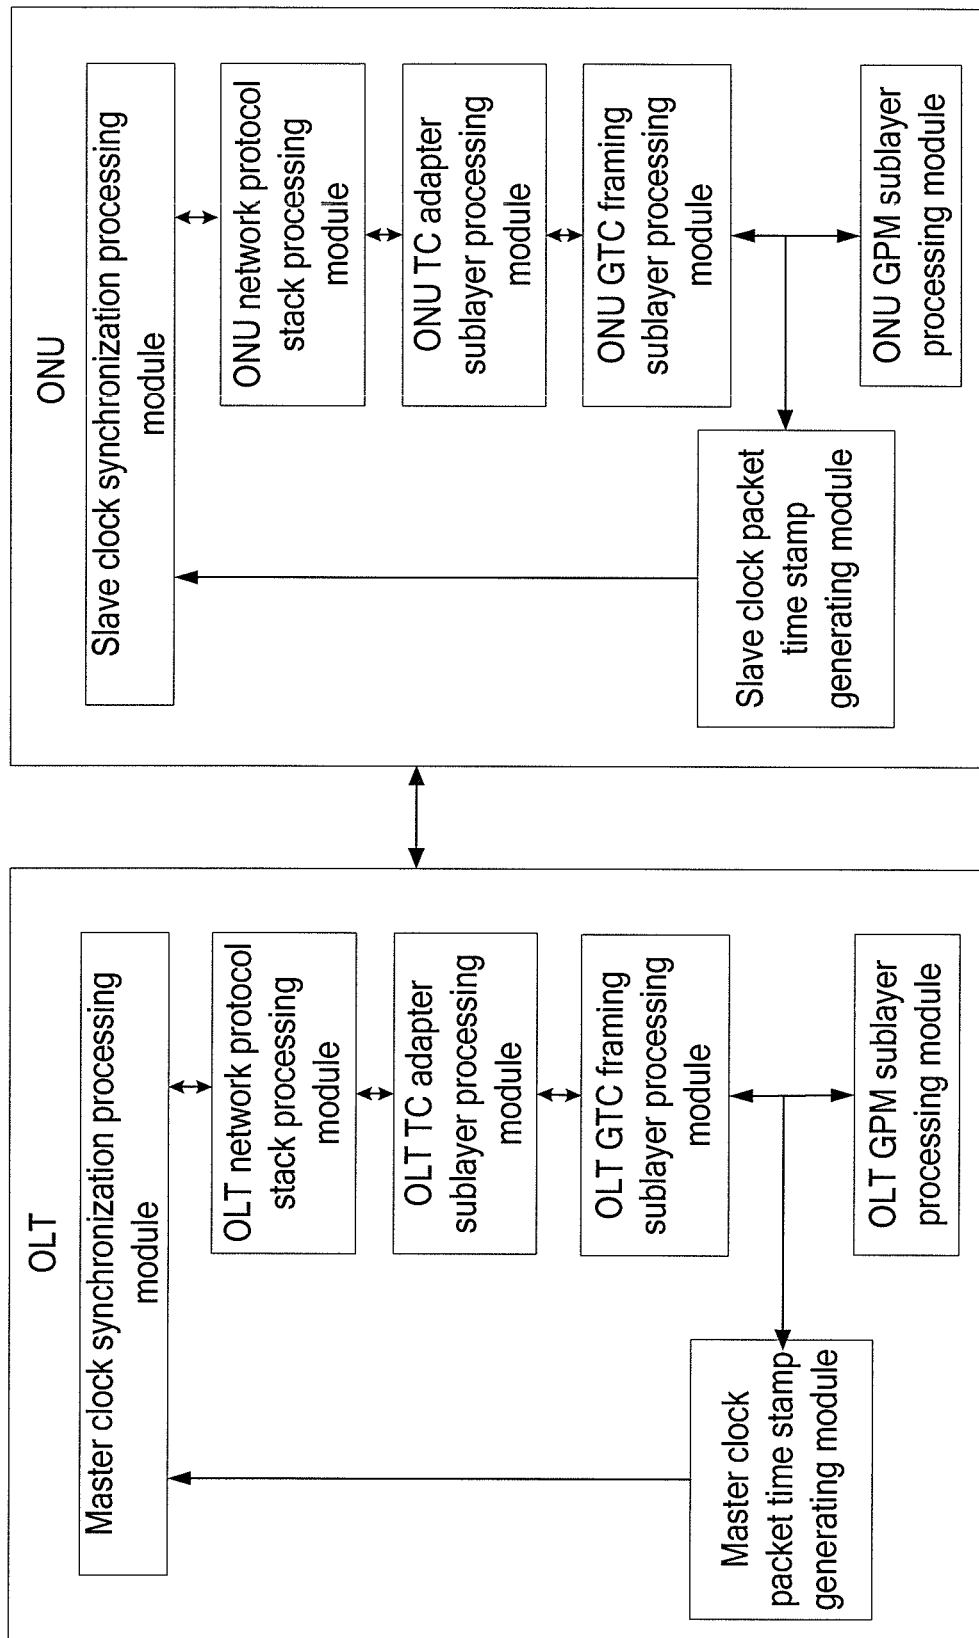 OLT
Master clock synchronization processing
module
OLT network protocol
stack processing
module
OLT TC adapter
sublayer processing
module
OLT GTC framing
sublayer processing
module
Master clock
packet time stamp
generating module
OLT GPM sublayer
processing module
ONU
Slave clock synchronization processing
module
ONU network protocol
stack processing
module
ONU TC adapter
sublayer processing
module
ONU GTC framing
sublayer processing
module
Slave clock packet
time stamp
generating module
ONU GPM sublayer
processing module